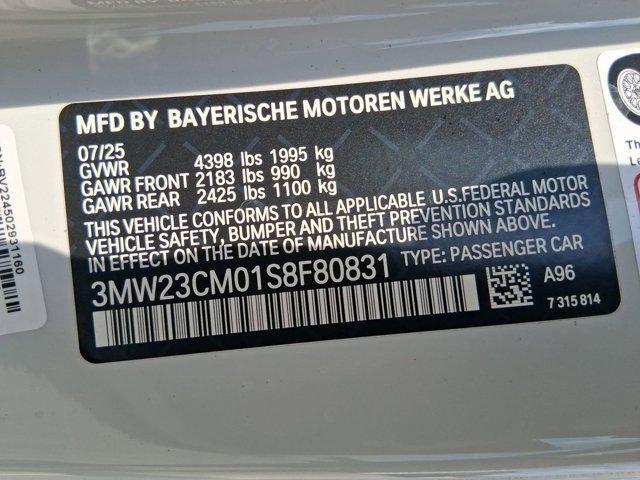 MFD BY BAYERISCHE MOTOREN WERKE AG
07/25
GVWR 4398 lbs 1995 kg
GAWR FRONT 2183 lbs 990 kg
GAWR REAR 2425 lbs 1100 kg
THIS VEHICLE CONFORMS TO ALL APPLICABLE U.S.FEDERAL MOTOR
VEHICLE SAFETY, BUMPER AND THEFT PREVENTION STANDARDS
IN EFFECT ON THE DATE OF MANUFACTURE SHOWN ABOVE.
3MW23CM01S8F80831 TYPE: PASSENGER CAR
A96
7 315 814
Th
Le